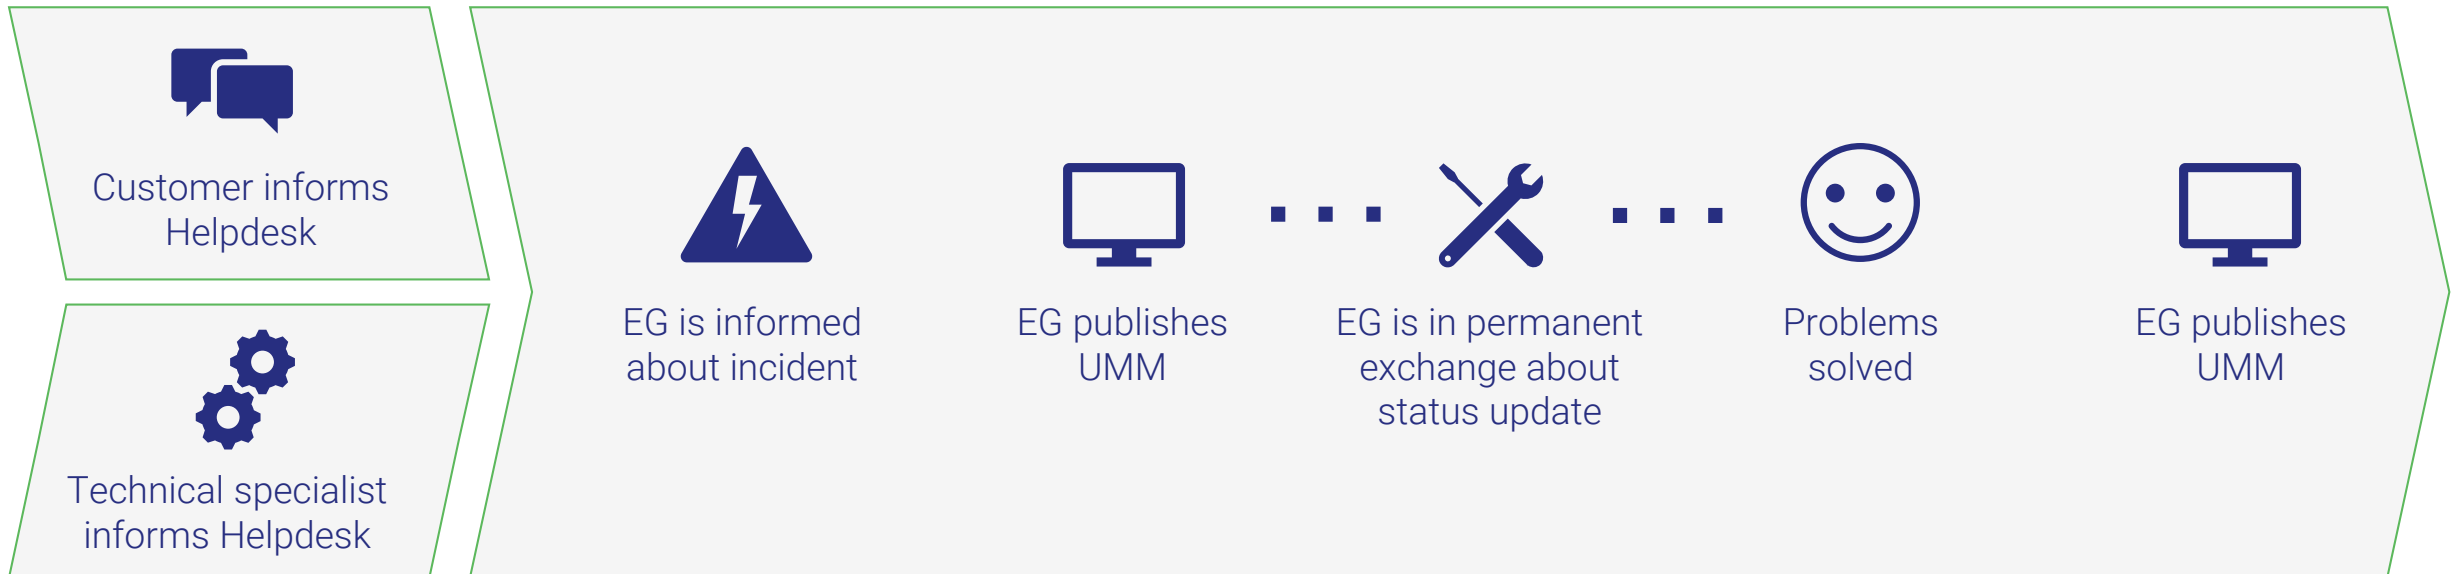 Customer informs
Helpdesk
Technical specialist
informs Helpdesk
EG is informed
about incident
EG publishes
UMM
EG is in permanent
exchange about
status update
Problems
solved
EG publishes
UMM